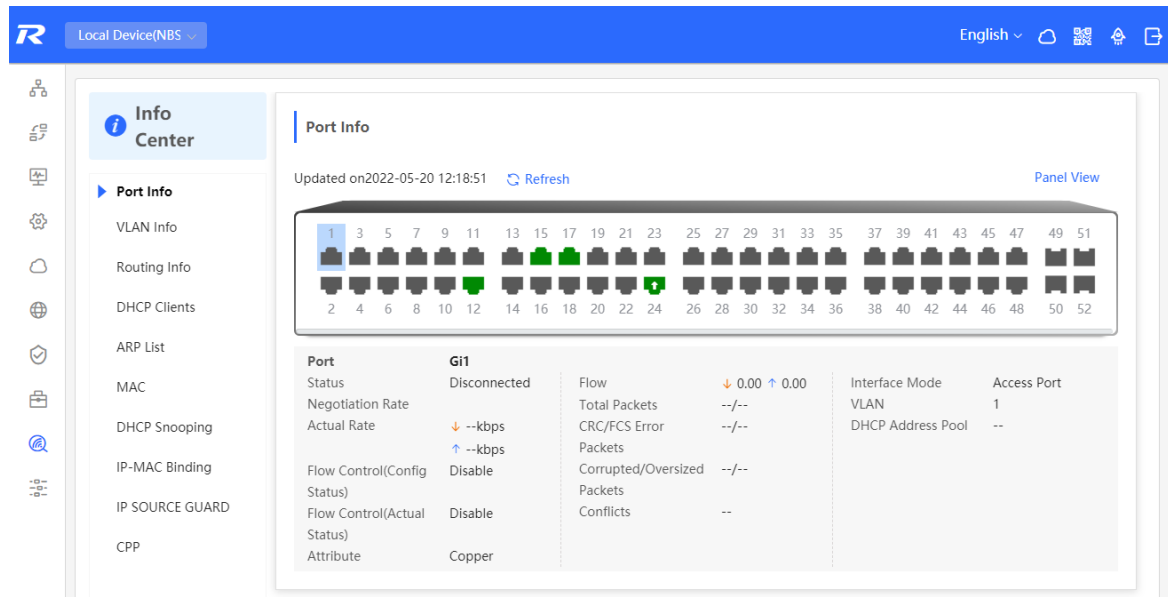 R
Local Device(NBS
English
Info
Center
Port Info
VLAN Info
Routing Info
DHCP Clients
ARP List
MAC
DHCP Snooping
IP-MAC Binding
IP SOURCE GUARD
CPP
Port Info
Updated on2022-05-20 12:18:51 Refresh Panel View
1 3 5 7 9 11 13 15 17 19 21 23 25 27 29 31 33 35 37 39 41 43 45 47 49 51
2 4 6 8 10 12 14 16 18 20 22 24 26 28 30 32 34 36 38 40 42 44 46 48 50 52
Port Gi1
Status Disconnected
Negotiation Rate
Actual Rate ↓ --kbps
↑ --kbps
Flow Control(Config
Status) Disable
Flow Control(Actual
Status) Disable
Attribute Copper
Flow ↓ 0.00 ↑ 0.00
Total Packets --/--
CRC/FCS Error
Packets --/--
Corrupted/Oversized
Packets --/--
Conflicts --
Interface Mode Access Port
VLAN 1
DHCP Address Pool --